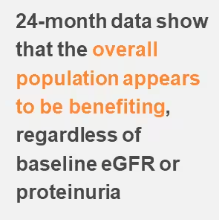 24-month data show
that the overall
population appears
to be benefiting,
regardless of
baseline eGFR or
proteinuria